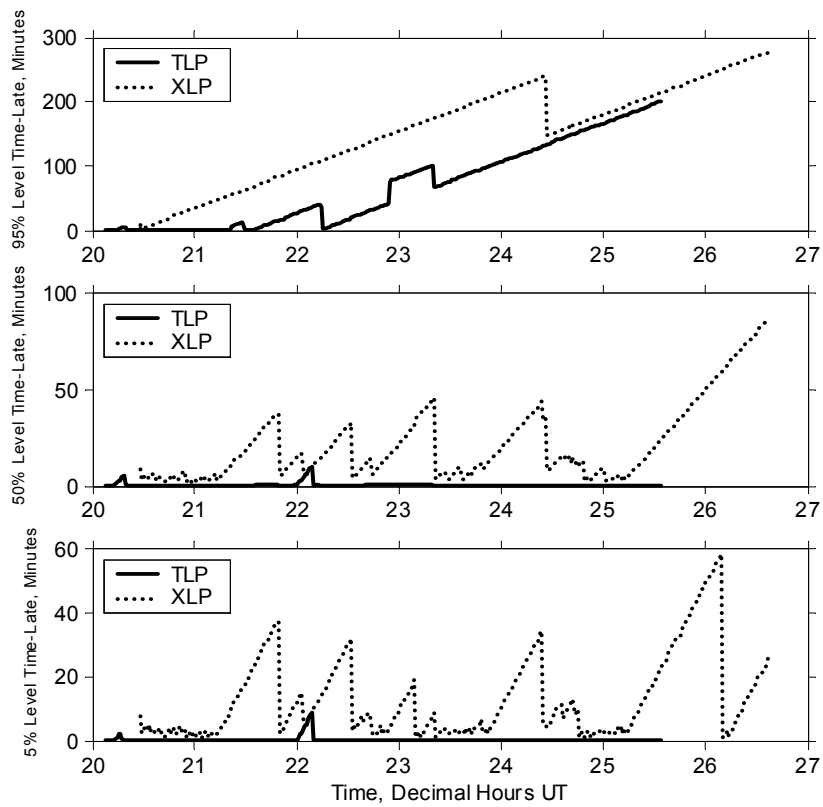 95% Level Time-Late, Minutes
300
200
100
0
TLP
XLP
20 21 22 23 24 25 26 27
50% Level Time-Late, Minutes
100
50
0
TLP
XLP
20 21 22 23 24 25 26 27
5% Level Time-Late, Minutes
60
40
20
0
TLP
XLP
20 21 22 23 24 25 26 27
Time, Decimal Hours UT